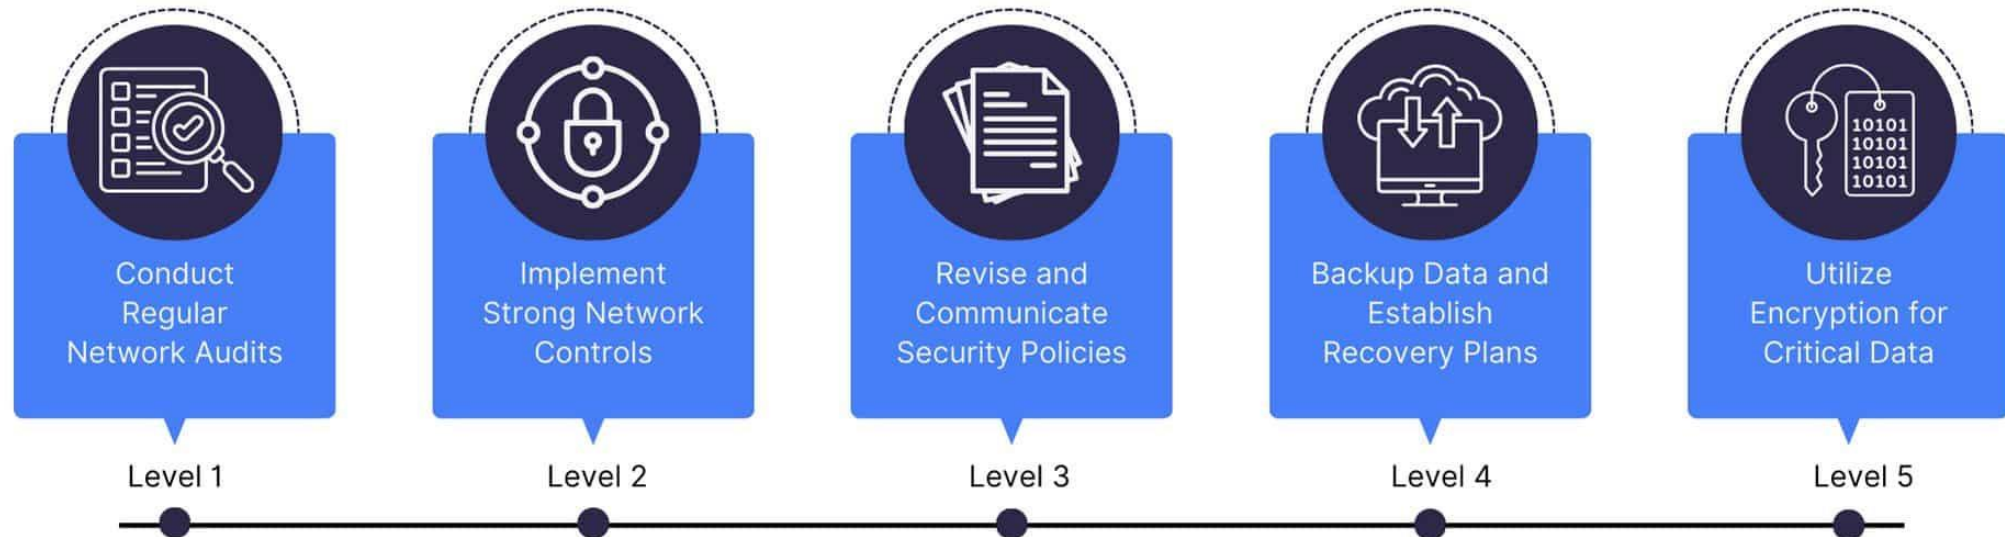 Conduct
Regular
Network Audits
Level 1
Implement
Strong Network
Controls
Level 2
Revise and
Communicate
Security Policies
Level 3
Backup Data and
Establish
Recovery Plans
Level 4
10101
10101
10101
10101
Utilize
Encryption for
Critical Data
Level 5